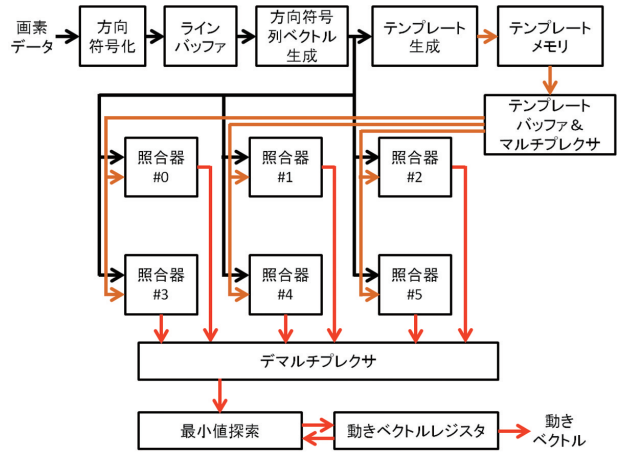 画素
データ
方向
符号化
ライン
バッファ
方向符号
列ベクトル
生成
テンプレート
生成
テンプレート
メモリ
テンプレート
バッファ＆
マルチプレクサ
照合器
#0
照合器
#1
照合器
#2
照合器
#3
照合器
#4
照合器
#5
デマルチプレクサ
最小値探索
動きベクトルレジスタ
動き
ベクトル